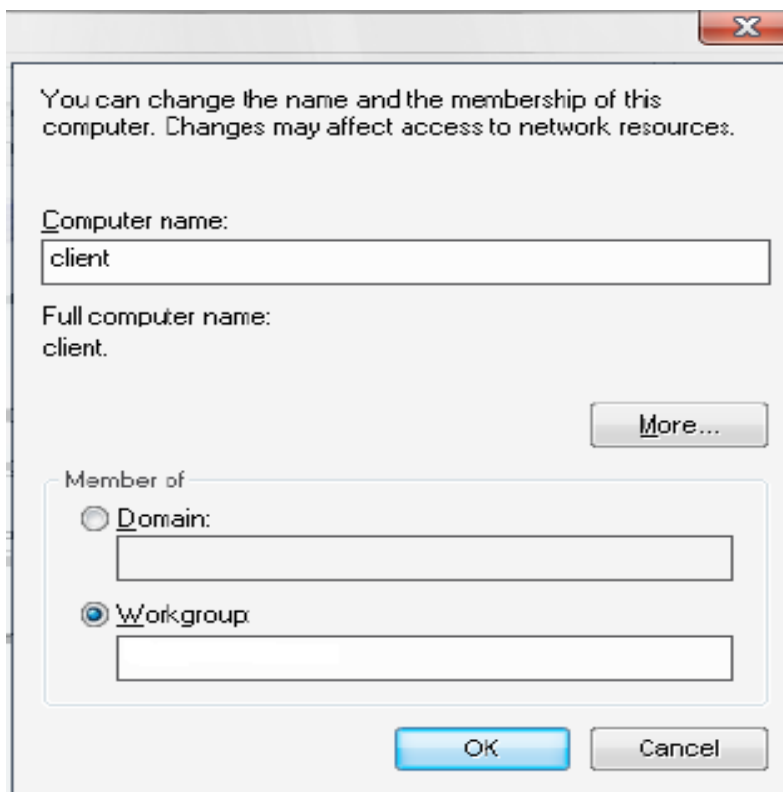 You can change the name and the membership of this
computer. Changes may affect access to network resources.
Computer name:
client
Full computer name:
client.
More...
Member of
Domain:
Workgroup:
OK
Cancel